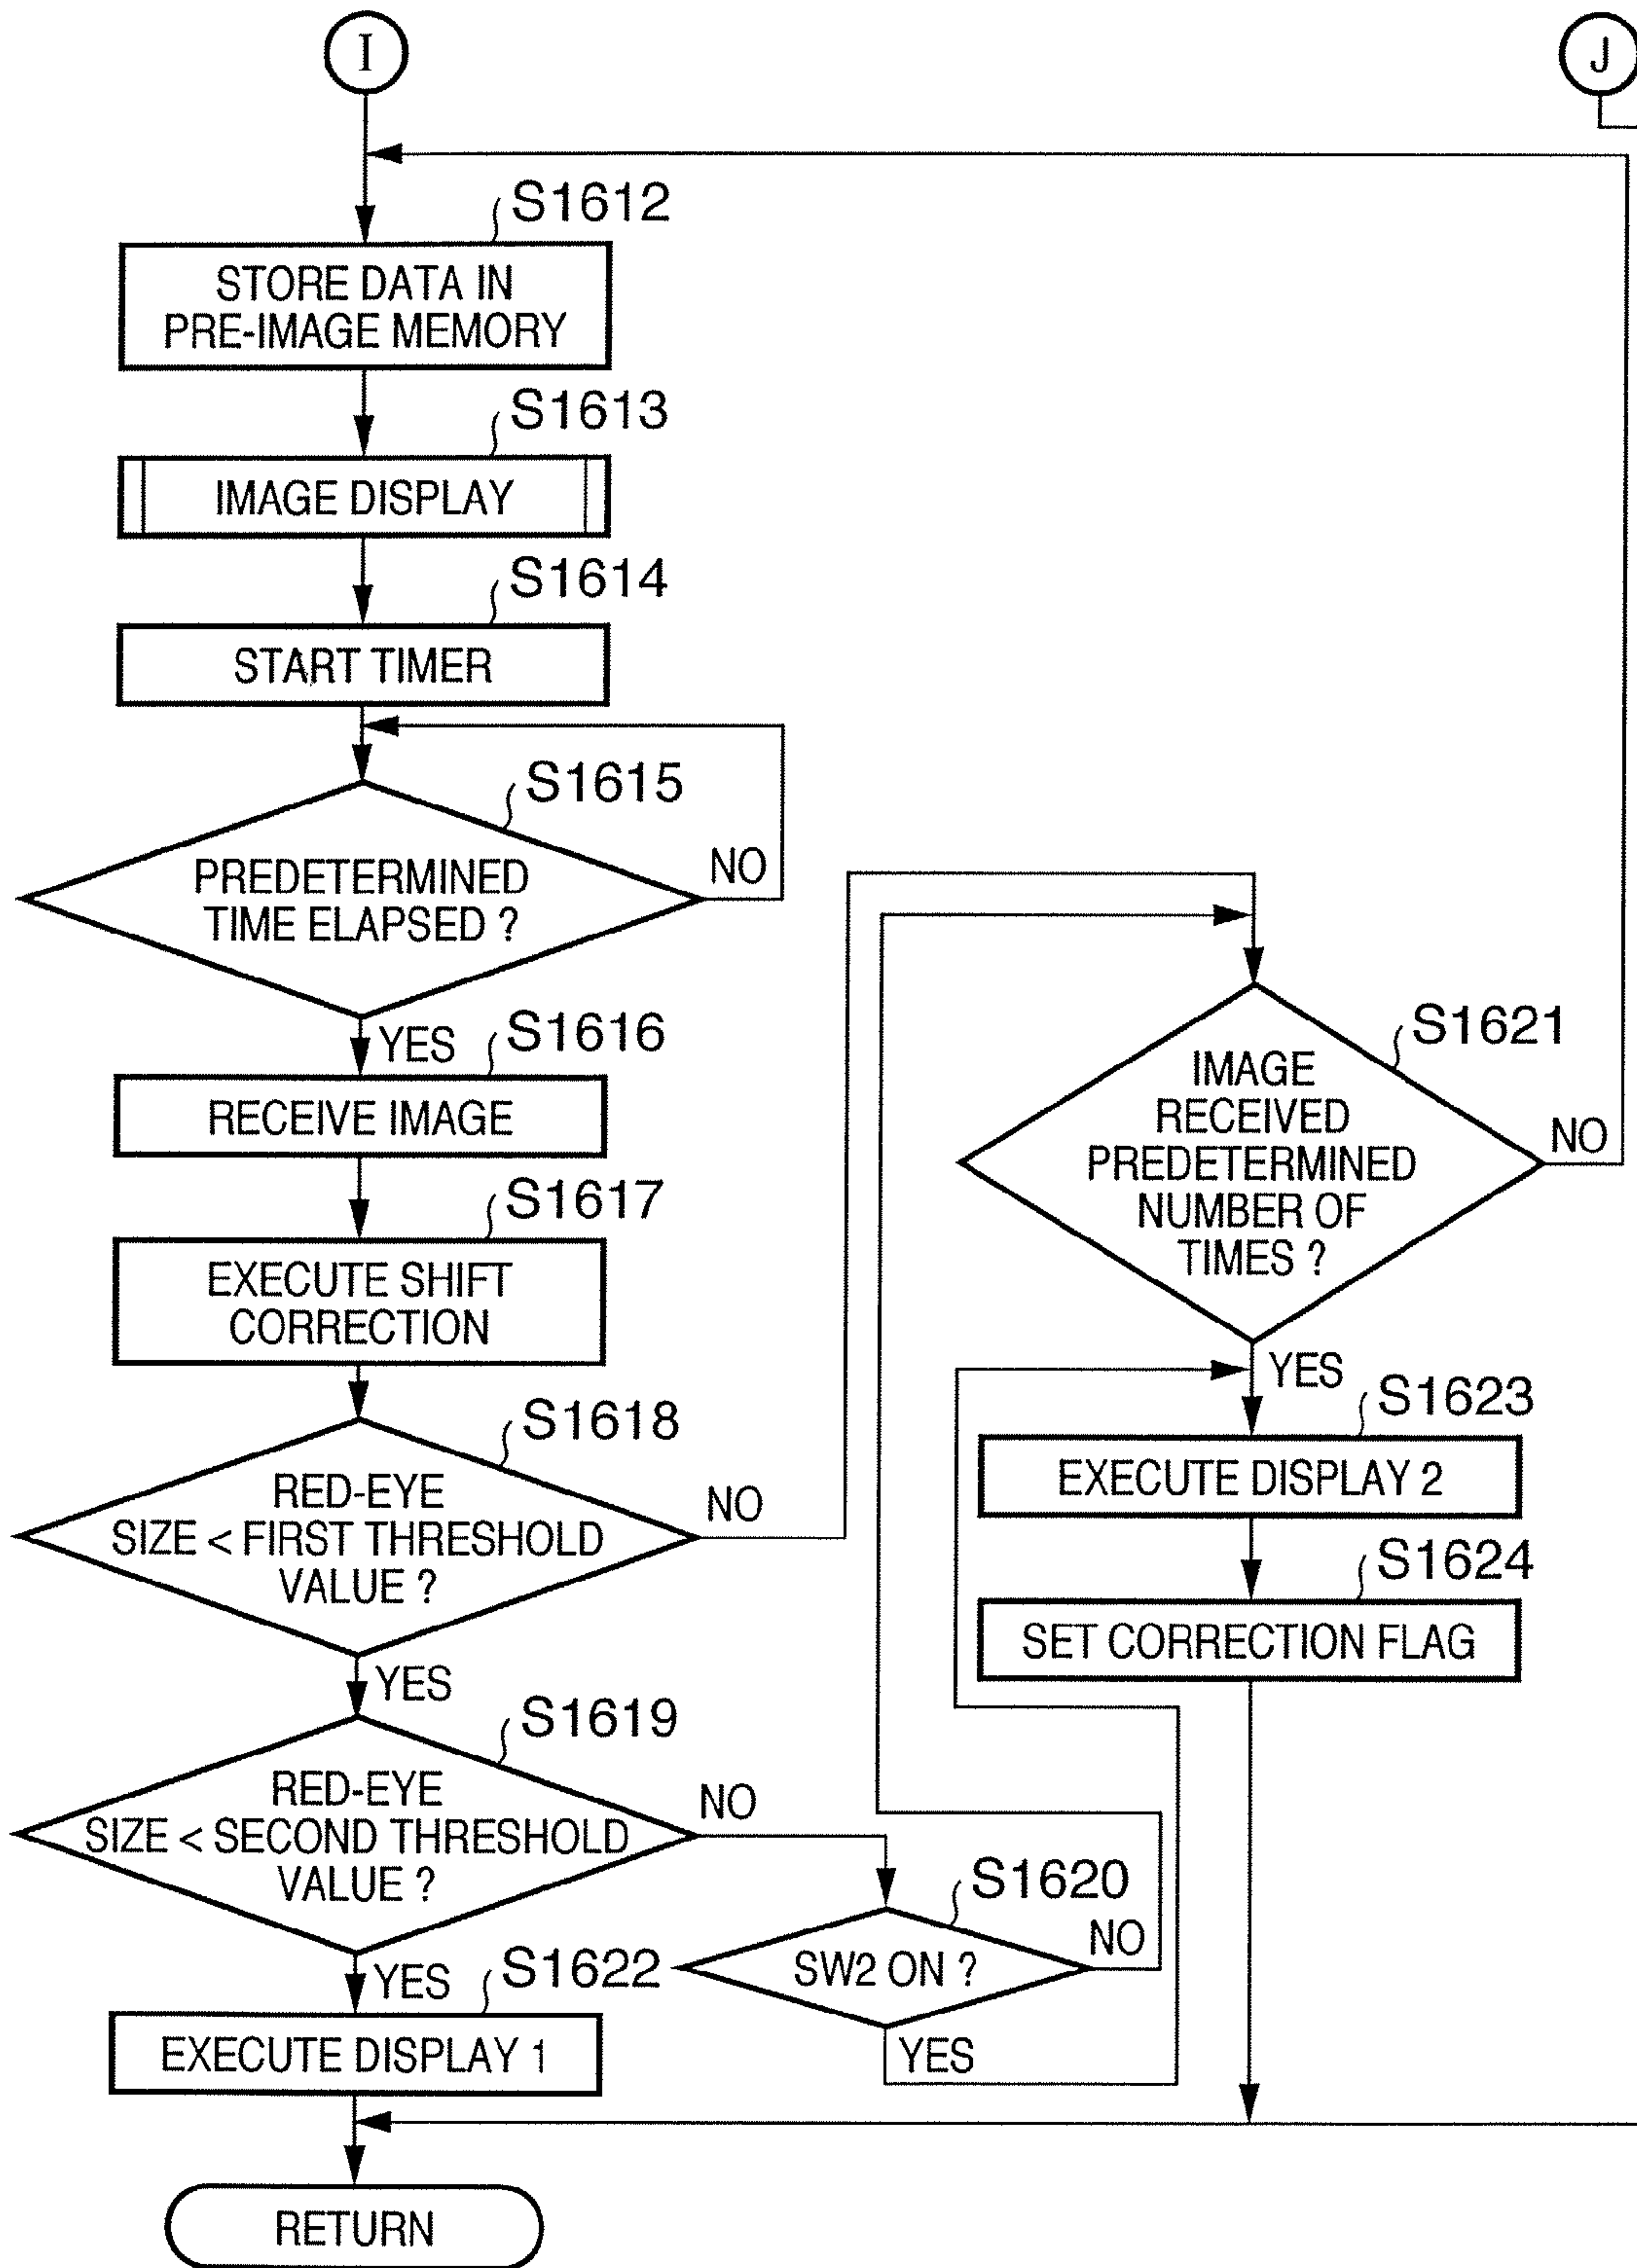 I
J
S1612
STORE DATA IN
PRE-IMAGE MEMORY
S1613
IMAGE DISPLAY
S1614
START TIMER
S1615
PREDETERMINED
TIME ELAPSED ?
NO
YES
S1616
RECEIVE IMAGE
S1617
EXECUTE SHIFT
CORRECTION
S1618
RED-EYE
SIZE < FIRST THRESHOLD
VALUE ?
NO
YES
S1619
RED-EYE
SIZE < SECOND THRESHOLD
VALUE ?
NO
YES
S1620
SW2 ON ?
NO
YES
S1622
EXECUTE DISPLAY 1
S1621
IMAGE
RECEIVED
PREDETERMINED
NUMBER OF
TIMES ?
NO
YES
S1623
EXECUTE DISPLAY 2
S1624
SET CORRECTION FLAG
RETURN